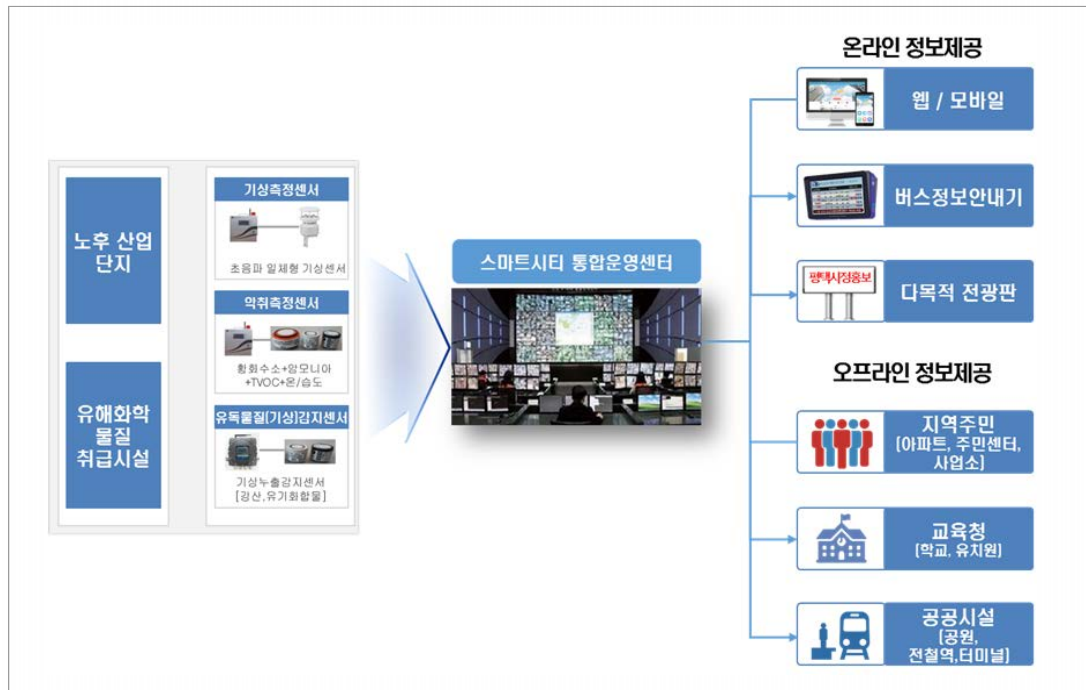 노후 산업
단지
유해화학
물질
취급시설
기상측정센서
초음파 일체형 기상센서
악취측정센서
황화수소+암모니아
+TVOC+온/습도
유독물질(기상)감지센서
기상누출감지센서
[강산,유기화합물]
스마트시티 통합운영센터
온라인 정보제공
웹 / 모바일
버스정보안내기
평택시정홍보
다목적 전광판
오프라인 정보제공
지역주민
(아파트, 주민센터,
사업소)
교육청
(학교, 유치원)
공공시설
(공원,
전철역,터미널)